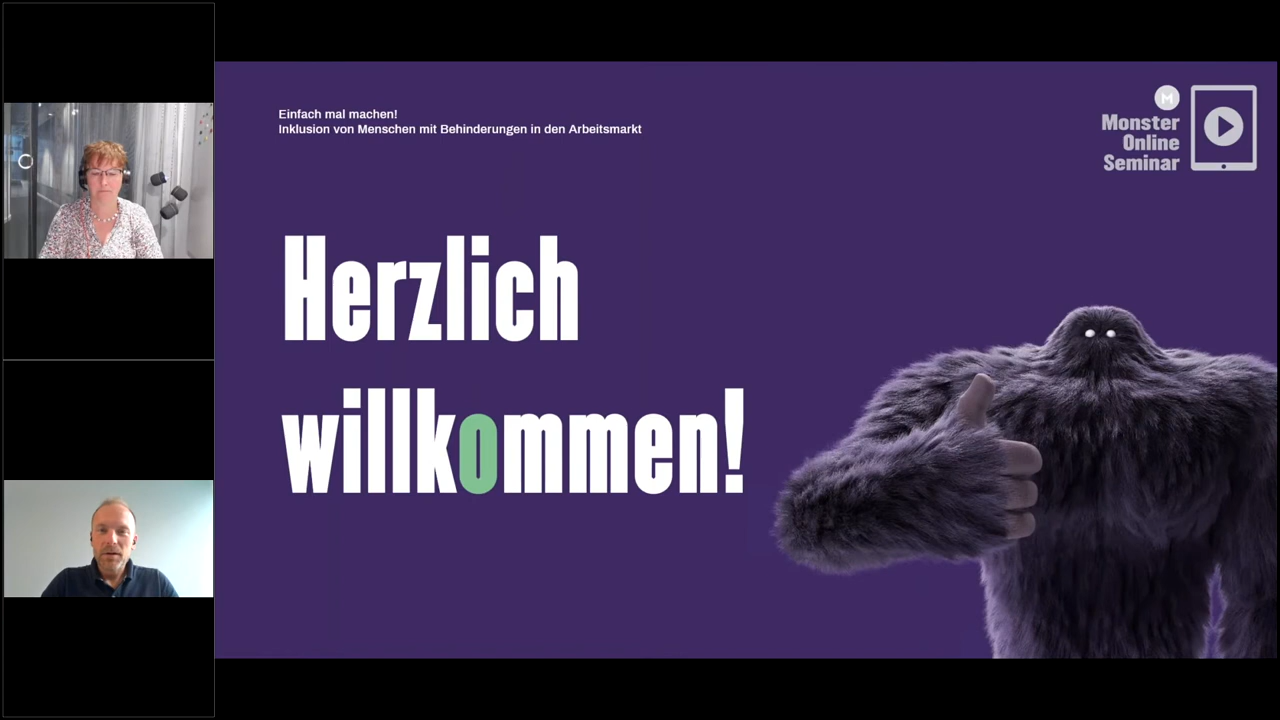 Einfach mal machen!
Inklusion von Menschen mit Behinderungen in den Arbeitsmarkt
M
Monster
Online
Seminar
Herzlich
willkommen!